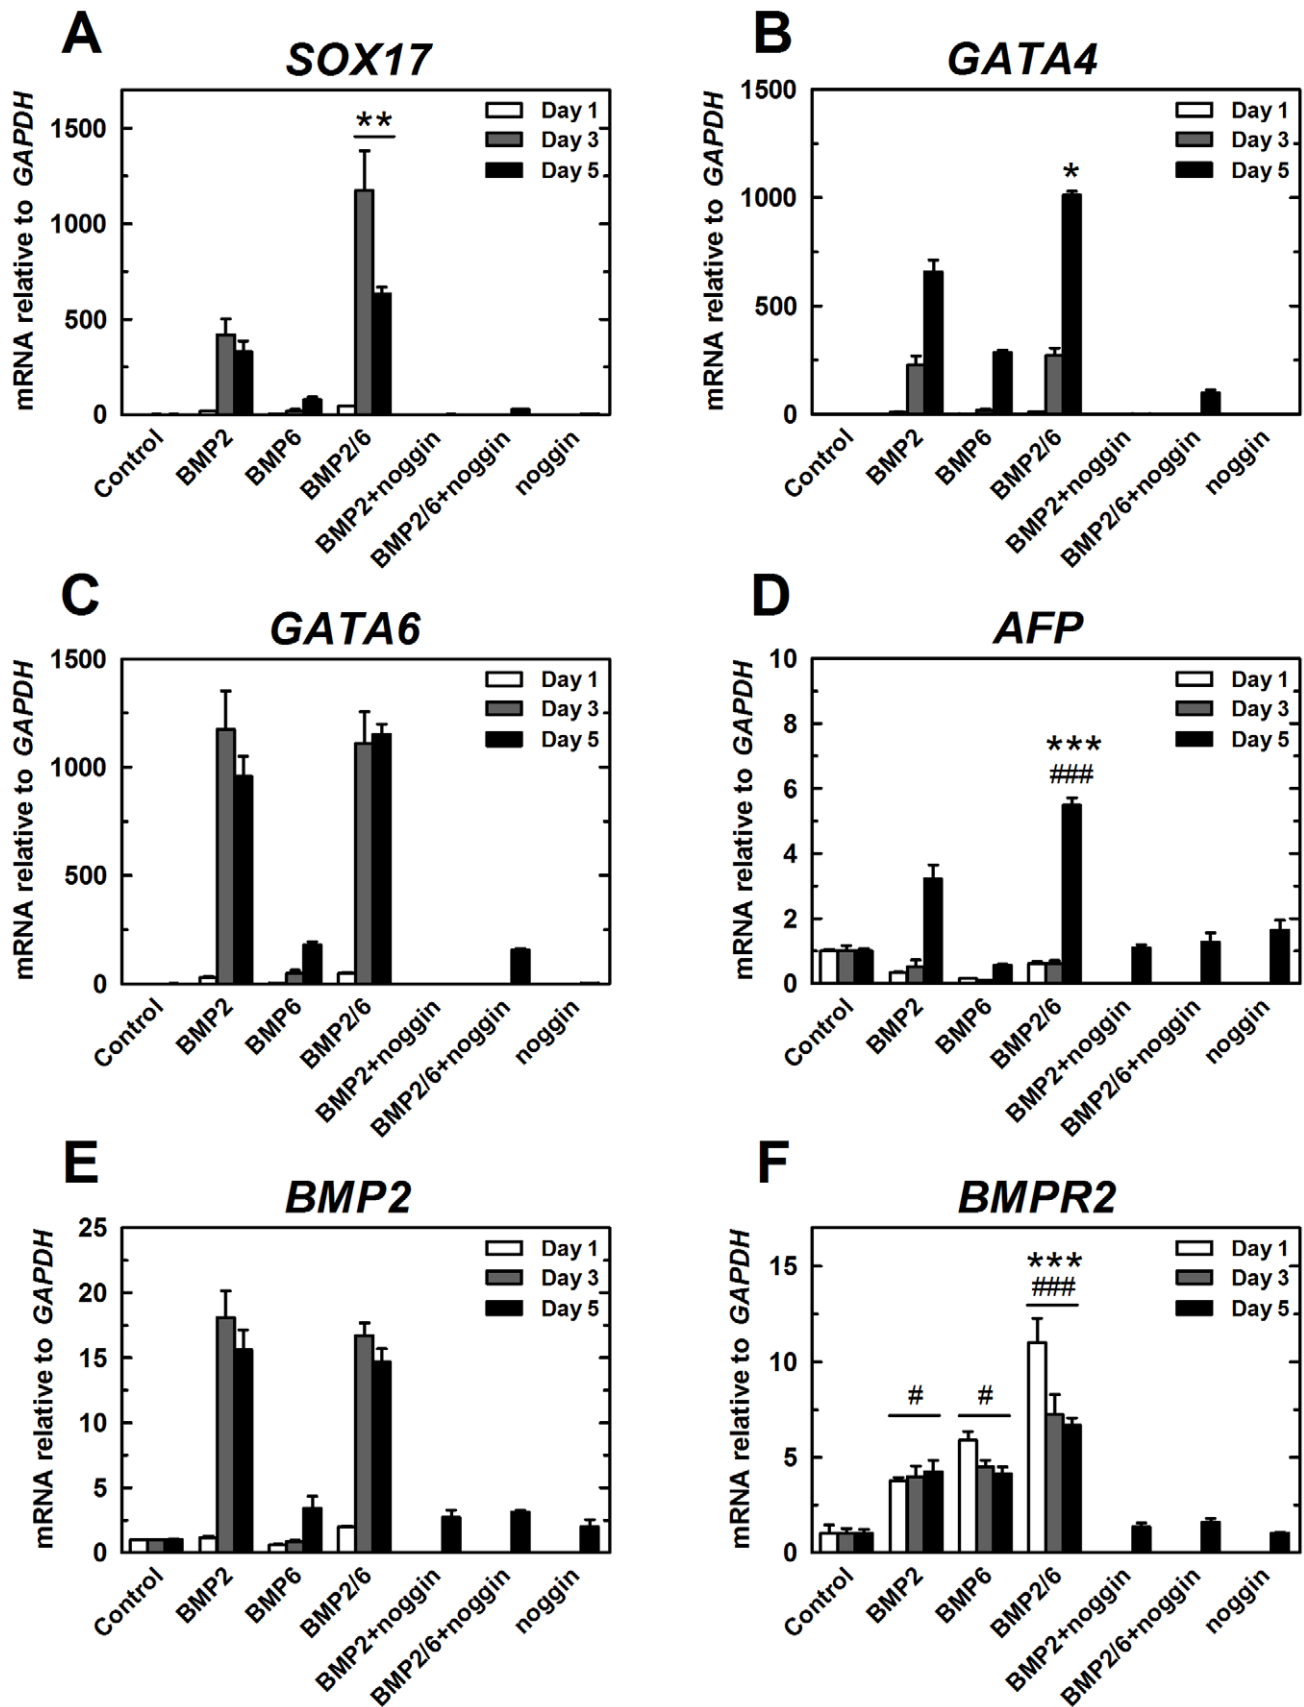 A
SOX17
mRNA relative to GAPDH
1500
1000
500
0
Day 1
Day 3
Day 5
**
Control
BMP2
BMP6
BMP2/6
BMP2+noggin
BMP2/6+noggin
noggin
B
GATA4
mRNA relative to GAPDH
1500
1000
500
0
Day 1
Day 3
Day 5
*
Control
BMP2
BMP6
BMP2/6
BMP2+noggin
BMP2/6+noggin
noggin
C
GATA6
mRNA relative to GAPDH
1500
1000
500
0
Day 1
Day 3
Day 5
Control
BMP2
BMP6
BMP2/6
BMP2+noggin
BMP2/6+noggin
noggin
D
AFP
mRNA relative to GAPDH
10
8
6
4
2
0
Day 1
Day 3
Day 5
***
###
Control
BMP2
BMP6
BMP2/6
BMP2+noggin
BMP2/6+noggin
noggin
E
BMP2
mRNA relative to GAPDH
25
20
15
10
5
0
Day 1
Day 3
Day 5
Control
BMP2
BMP6
BMP2/6
BMP2+noggin
BMP2/6+noggin
noggin
F
BMPR2
mRNA relative to GAPDH
15
10
5
0
Day 1
Day 3
Day 5
***
###
#
#
Control
BMP2
BMP6
BMP2/6
BMP2+noggin
BMP2/6+noggin
noggin